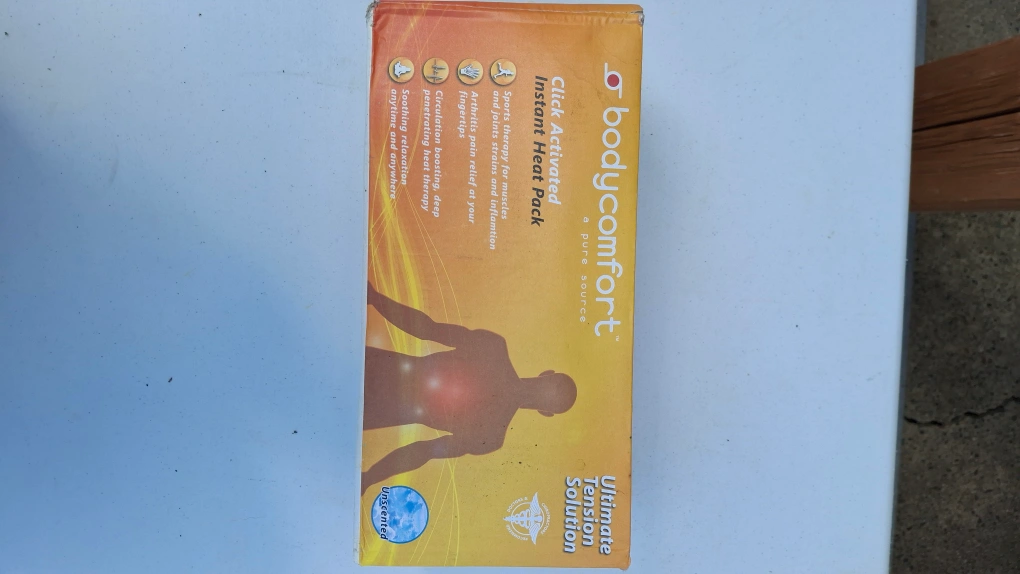 bodycomfort™
a pure source
Click Activated
Instant Heat Pack
Sports therapy for muscles
and joints strains and inflamtion
Arthritis pain relief at your
fingertips
Circulation boosting, deep
penetrating heat therapy
Soothing relaxation
anytime and anywhere
Ultimate
Tension
Solution
Unscented